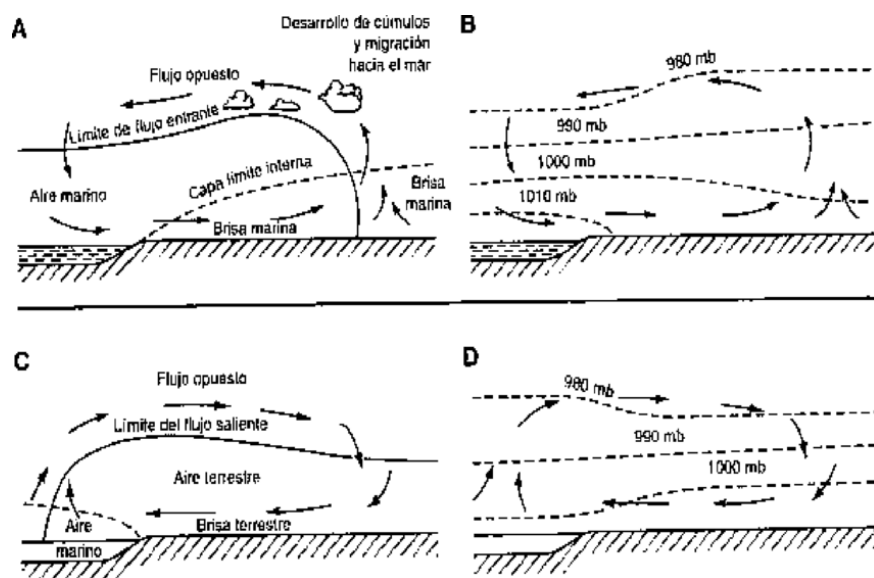 A
Desarrollo de cúmulos
y migración
hacia el mar
Flujo opuesto
Límite de flujo entrante
Capa límite interna
Aire marino
Brisa
marina
Brisa marina
B
980 mb
990 mb
1000 mb
1010 mb
C
Flujo opuesto
Límite del flujo saliente
Aire terrestre
Brisa terrestre
Aire
marino
D
980 mb
990 mb
1000 mb